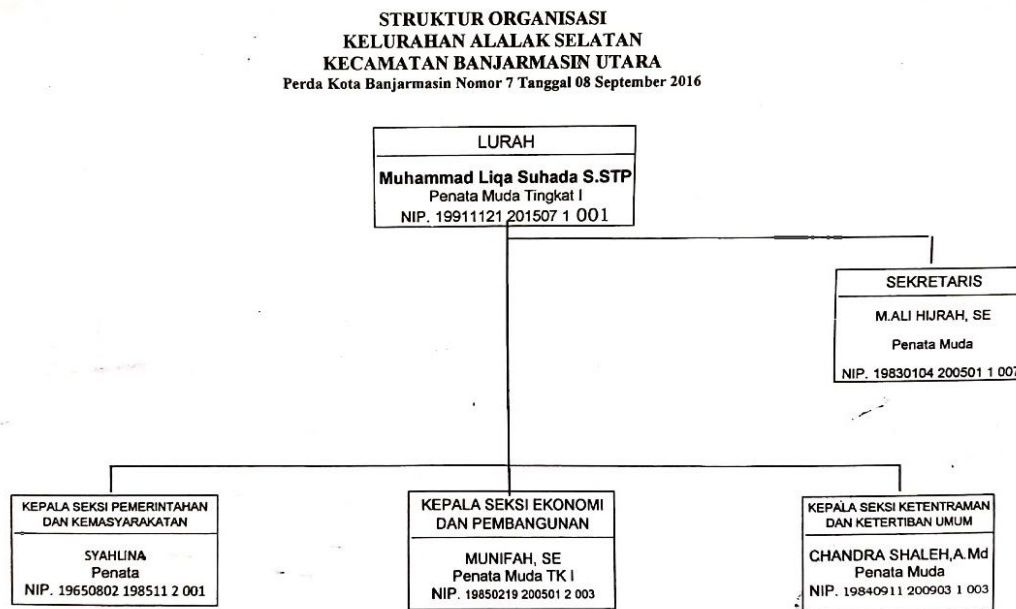 STRUKTUR ORGANISASI
KELURAHAN ALALAK SELATAN
KECAMATAN BANJARMASIN UTARA
Perda Kota Banjarmasin Nomor 7 Tanggal 08 September 2016
LURAH
Muhammad Liqa Suhada S.STP
Penata Muda Tingkat I
NIP. 19911121 201507 1 001
SEKRETARIS
M.ALI HIJRAH, SE
Penata Muda
NIP. 19830104 200501 1 007
KEPALA SEKSI PEMERINTAHAN
DAN KEMASYARAKATAN
SYAHLINA
Penata
NIP. 19650802 198511 2 001
KEPALA SEKSI EKONOMI
DAN PEMBANGUNAN
MUNIFAH, SE
Penata Muda TK I
NIP. 19850219 200501 2 003
KEPALA SEKSI KETENTRAMAN
DAN KETERTIBAN UMUM
CHANDRA SHALEH,A.Md
Penata Muda
NIP. 19840911 200903 1 003